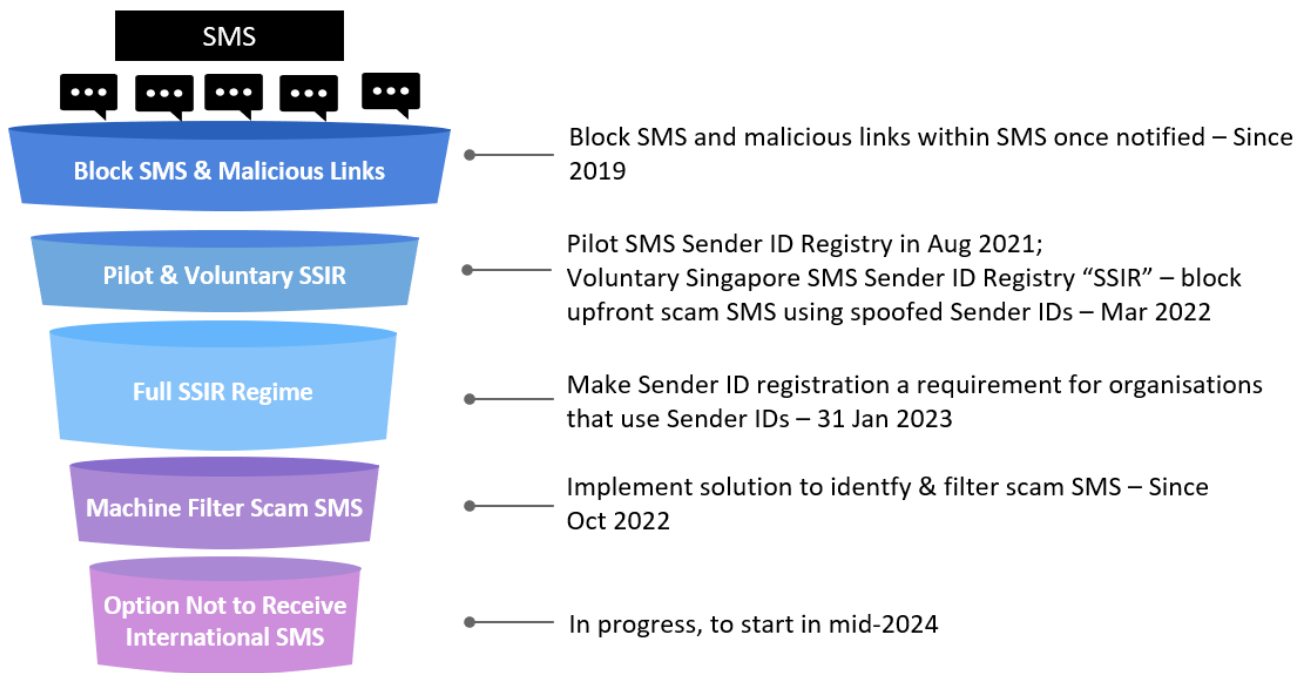 SMS
Block SMS & Malicious Links
Block SMS and malicious links within SMS once notified – Since
2019
Pilot & Voluntary SSIR
Pilot SMS Sender ID Registry in Aug 2021;
Voluntary Singapore SMS Sender ID Registry “SSIR” – block
upfront scam SMS using spoofed Sender IDs – Mar 2022
Full SSIR Regime
Make Sender ID registration a requirement for organisations
that use Sender IDs – 31 Jan 2023
Machine Filter Scam SMS
Implement solution to identfy & filter scam SMS – Since
Oct 2022
Option Not to Receive
International SMS
In progress, to start in mid-2024